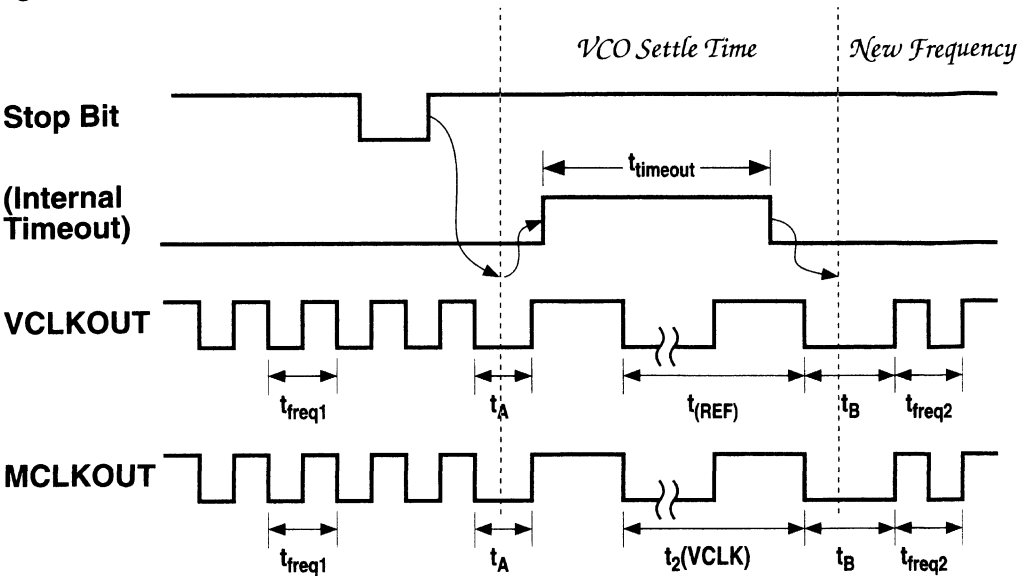 VCO Settle Time
New Frequency
Stop Bit
t_timeout
(Internal
Timeout)
VCLKOUT
t_freq1
t_A
t_(REF)
t_B
t_freq2
MCLKOUT
t_freq1
t_A
t_2(VCLK)
t_B
t_freq2